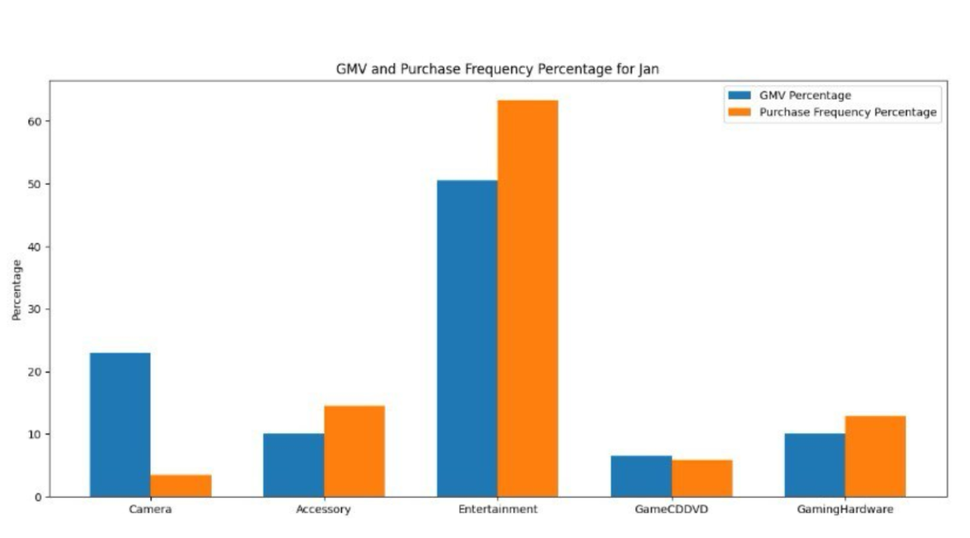 GMV and Purchase Frequency Percentage for Jan
GMV Percentage
Purchase Frequency Percentage
Percentage
60
50
40
30
20
10
0
Camera
Accessory
Entertainment
GameCDDVD
GamingHardware